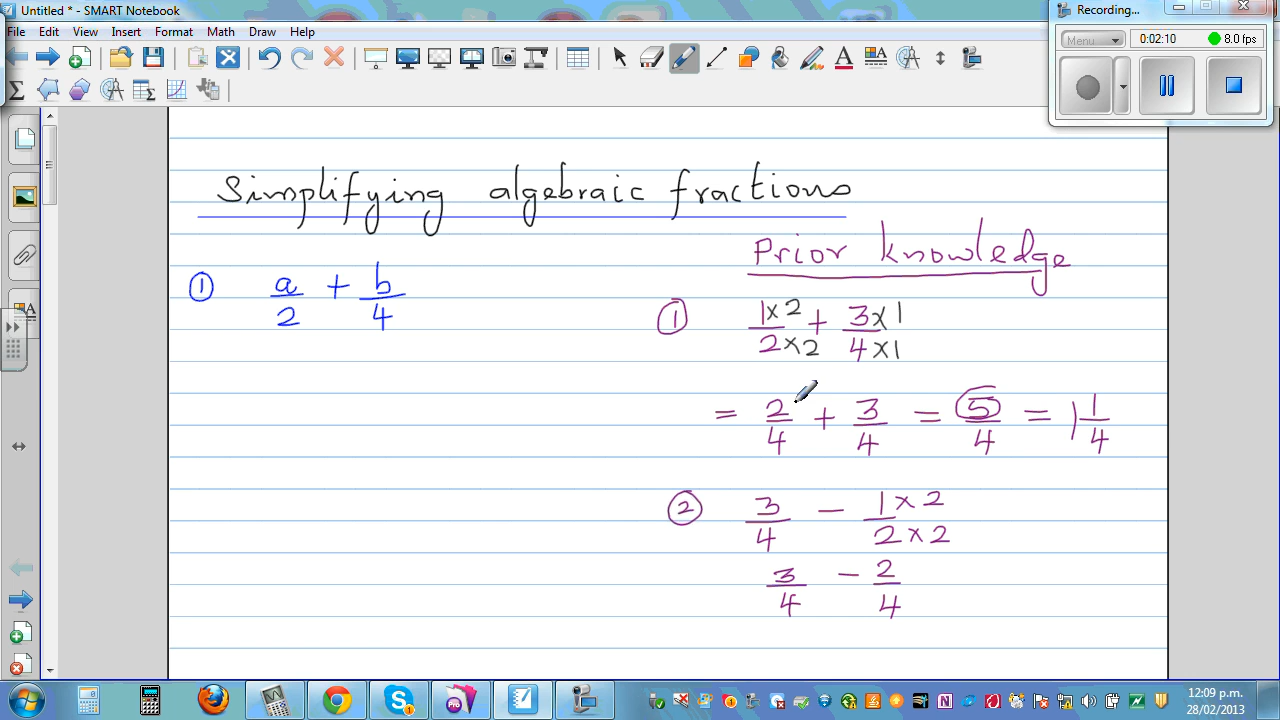 Untitled * - SMART Notebook
Recording...
File Edit View Insert Format Math Draw Help
Menu
0:02:10
8.0 fps
Simplifying algebraic fractions
Prior knowledge
① a/2 + b/4
① 1×2/2×2 + 3×1/4×1
= 2/4 + 3/4 = 5/4 = 1 1/4
② 3/4 − 1×2/2×2
3/4 − 2/4
12:09 p.m.
28/02/2013